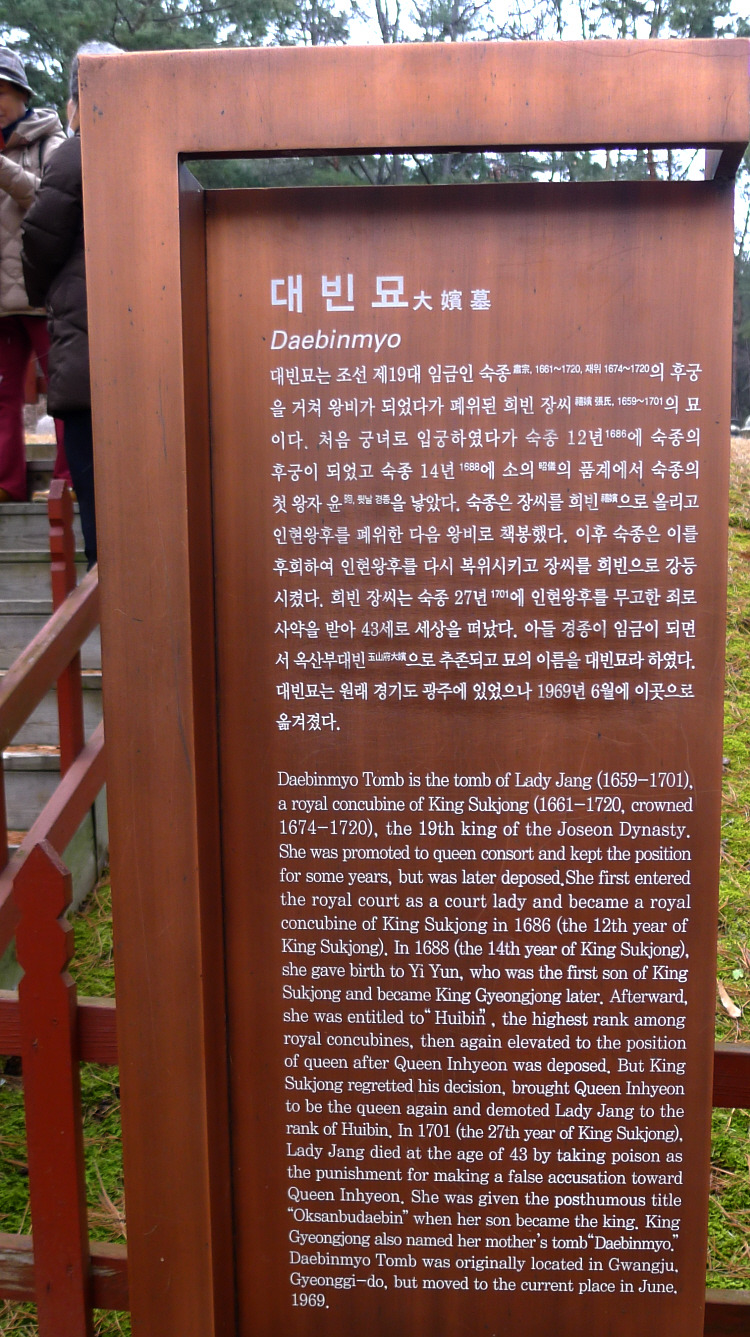 대빈묘大嬪墓
Daebinmyo
대빈묘는 조선 제19대 임금인 숙종肅宗, 1661~1720, 재위 1674~1720의 후궁
을 거쳐 왕비가 되었다가 폐위된 희빈 장씨禧嬪 張氏, 1659~1701의 묘
이다. 처음 궁녀로 입궁하였다가 숙종 12년1686에 숙종의
후궁이 되었고 숙종 14년1688에 소의昭儀의 품계에서 숙종의
첫 왕자 윤昀, 훗날 경종을 낳았다. 숙종은 장씨를 희빈禧嬪으로 올리고
인현왕후를 폐위한 다음 왕비로 책봉했다. 이후 숙종은 이를
후회하여 인현왕후를 다시 복위시키고 장씨를 희빈으로 강등
시켰다. 희빈 장씨는 숙종 27년1701에 인현왕후를 무고한 죄로
사약을 받아 43세로 세상을 떠났다. 아들 경종이 임금이 되면
서 옥산부대빈玉山府大嬪으로 추존되고 묘의 이름을 대빈묘라 하였다.
대빈묘는 원래 경기도 광주에 있었으나 1969년 6월에 이곳으로
옮겨졌다.
Daebinmyo Tomb is the tomb of Lady Jang (1659-1701),
a royal concubine of King Sukjong (1661-1720, crowned
1674-1720), the 19th king of the Joseon Dynasty.
She was promoted to queen consort and kept the position
for some years, but was later deposed.She first entered
the royal court as a court lady and became a royal
concubine of King Sukjong in 1686 (the 12th year of
King Sukjong). In 1688 (the 14th year of King Sukjong),
she gave birth to Yi Yun, who was the first son of King
Sukjong and became King Gyeongjong later. Afterward,
she was entitled to“ Huibin”, the highest rank among
royal concubines, then again elevated to the position
of queen after Queen Inhyeon was deposed. But King
Sukjong regretted his decision, brought Queen Inhyeon
to be the queen again and demoted Lady Jang to the
rank of Huibin. In 1701 (the 27th year of King Sukjong),
Lady Jang died at the age of 43 by taking poison as
the punishment for making a false accusation toward
Queen Inhyeon. She was given the posthumous title
“Oksanbudaebin” when her son became the king. King
Gyeongjong also named her mother's tomb“Daebinmyo.”
Daebinmyo Tomb was originally located in Gwangju,
Gyeonggi-do, but moved to the current place in June,
1969.